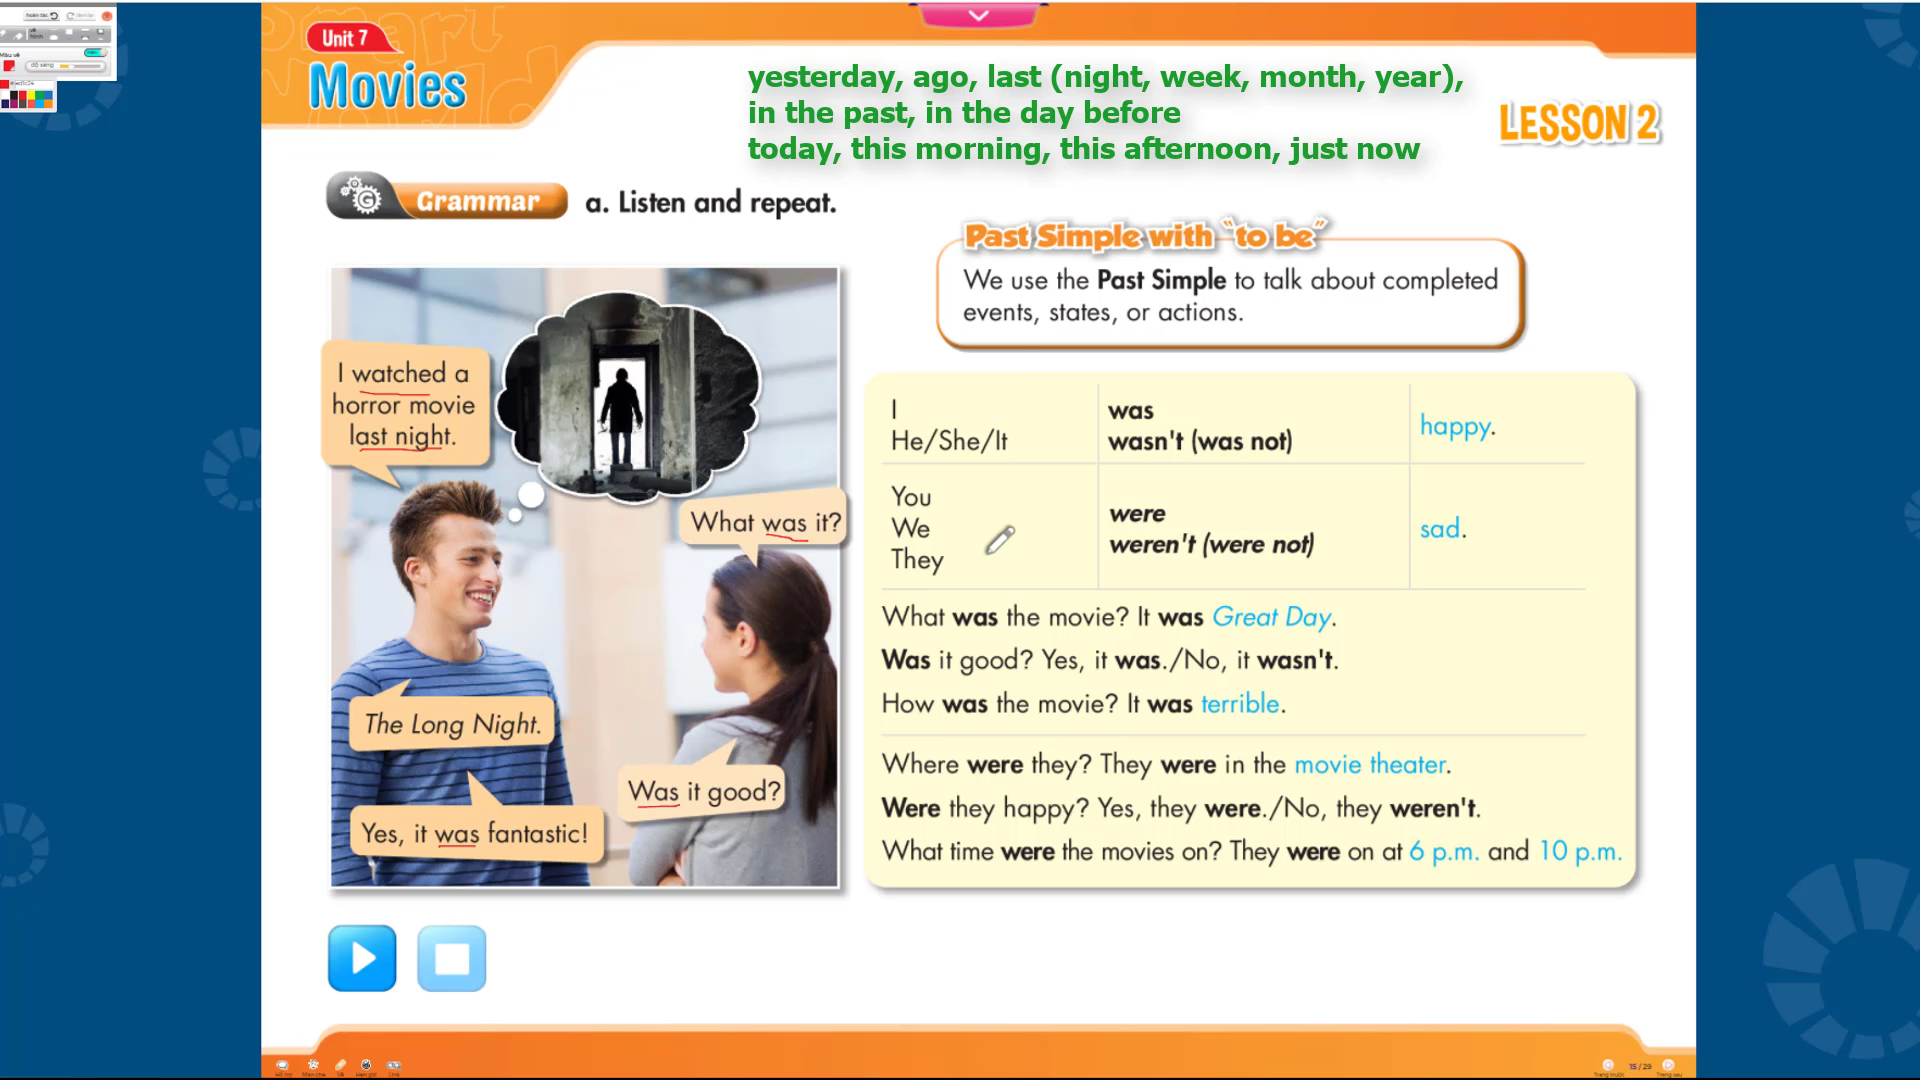 Unit 7
Movies
yesterday, ago, last (night, week, month, year),
in the past, in the day before
today, this morning, this afternoon, just now
LESSON 2
Grammar
a. Listen and repeat.
Past Simple with "to be"
We use the Past Simple to talk about completed
events, states, or actions.
I watched a
horror movie
last night.
What was it?
The Long Night.
Was it good?
Yes, it was fantastic!
I
He/She/It
was
wasn't (was not)
happy.
You
We
They
were
weren't (were not)
sad.
What was the movie? It was Great Day.
Was it good? Yes, it was./No, it wasn't.
How was the movie? It was terrible.
Where were they? They were in the movie theater.
Were they happy? Yes, they were./No, they weren't.
What time were the movies on? They were on at 6 p.m. and 10 p.m.
15 / 29